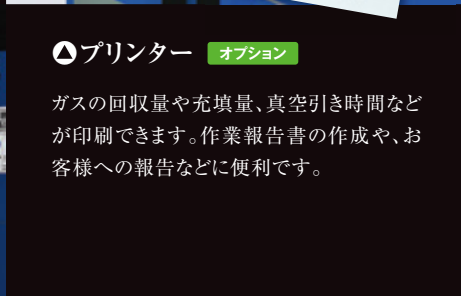 ▲プリンター オプション
ガスの回収量や充填量、真空引き時間など
が印刷できます。作業報告書の作成や、お
客様への報告などに便利です。